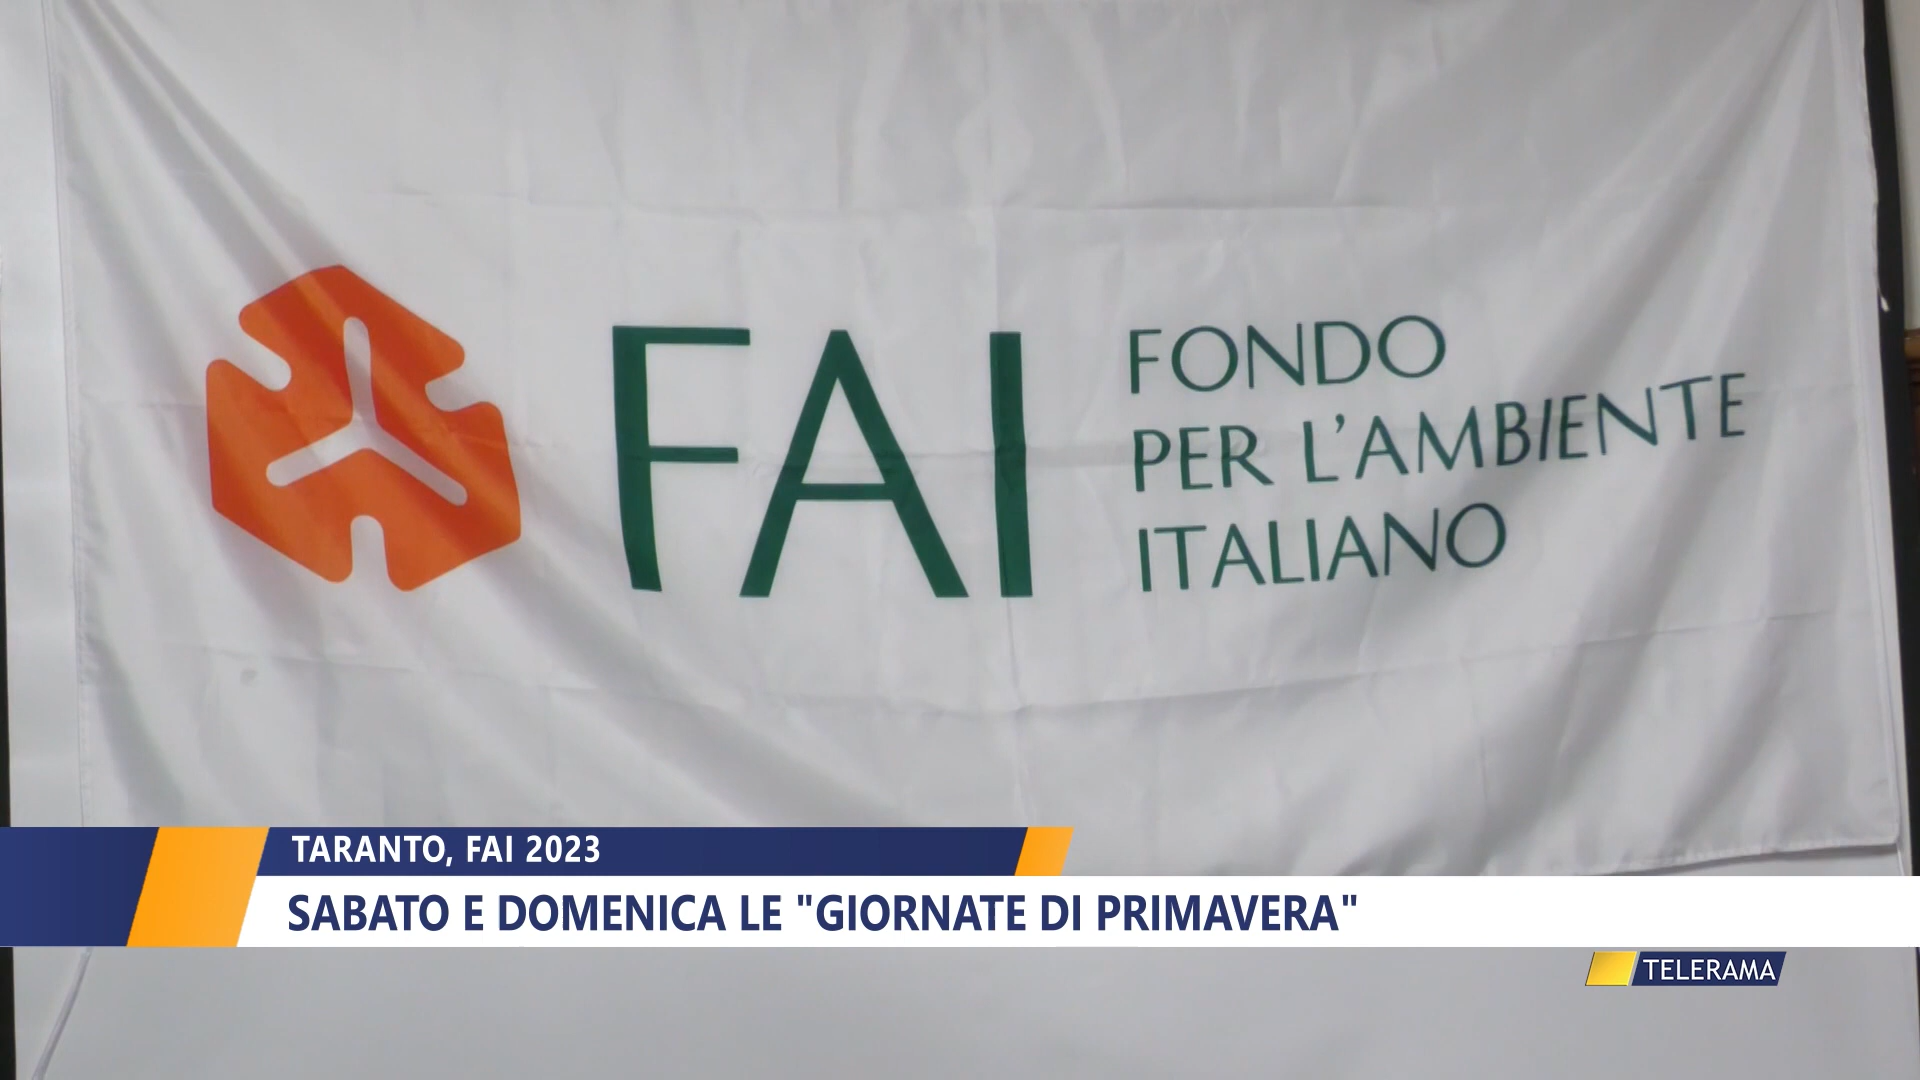 FAI
FONDO
PER L'AMBIENTE
ITALIANO
TARANTO, FAI 2023
SABATO E DOMENICA LE "GIORNATE DI PRIMAVERA"
TELERAMA